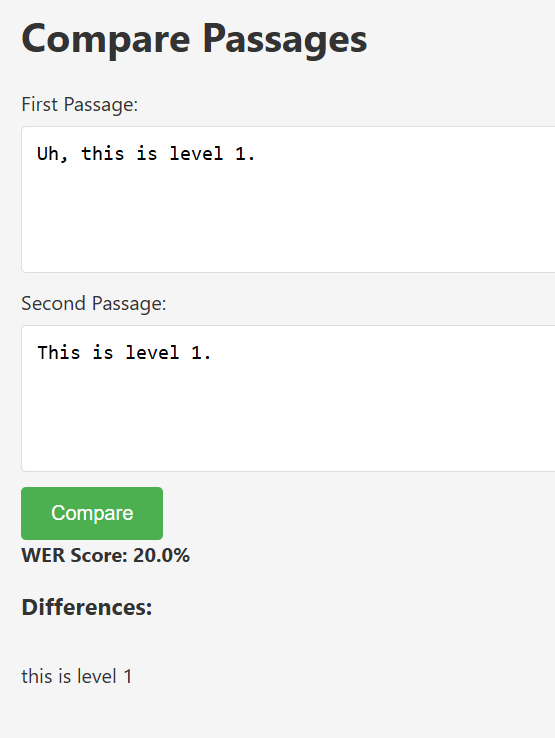 Compare Passages
First Passage:
Uh, this is level 1.
Second Passage:
This is level 1.
Compare
WER Score: 20.0%
Differences:
this is level 1